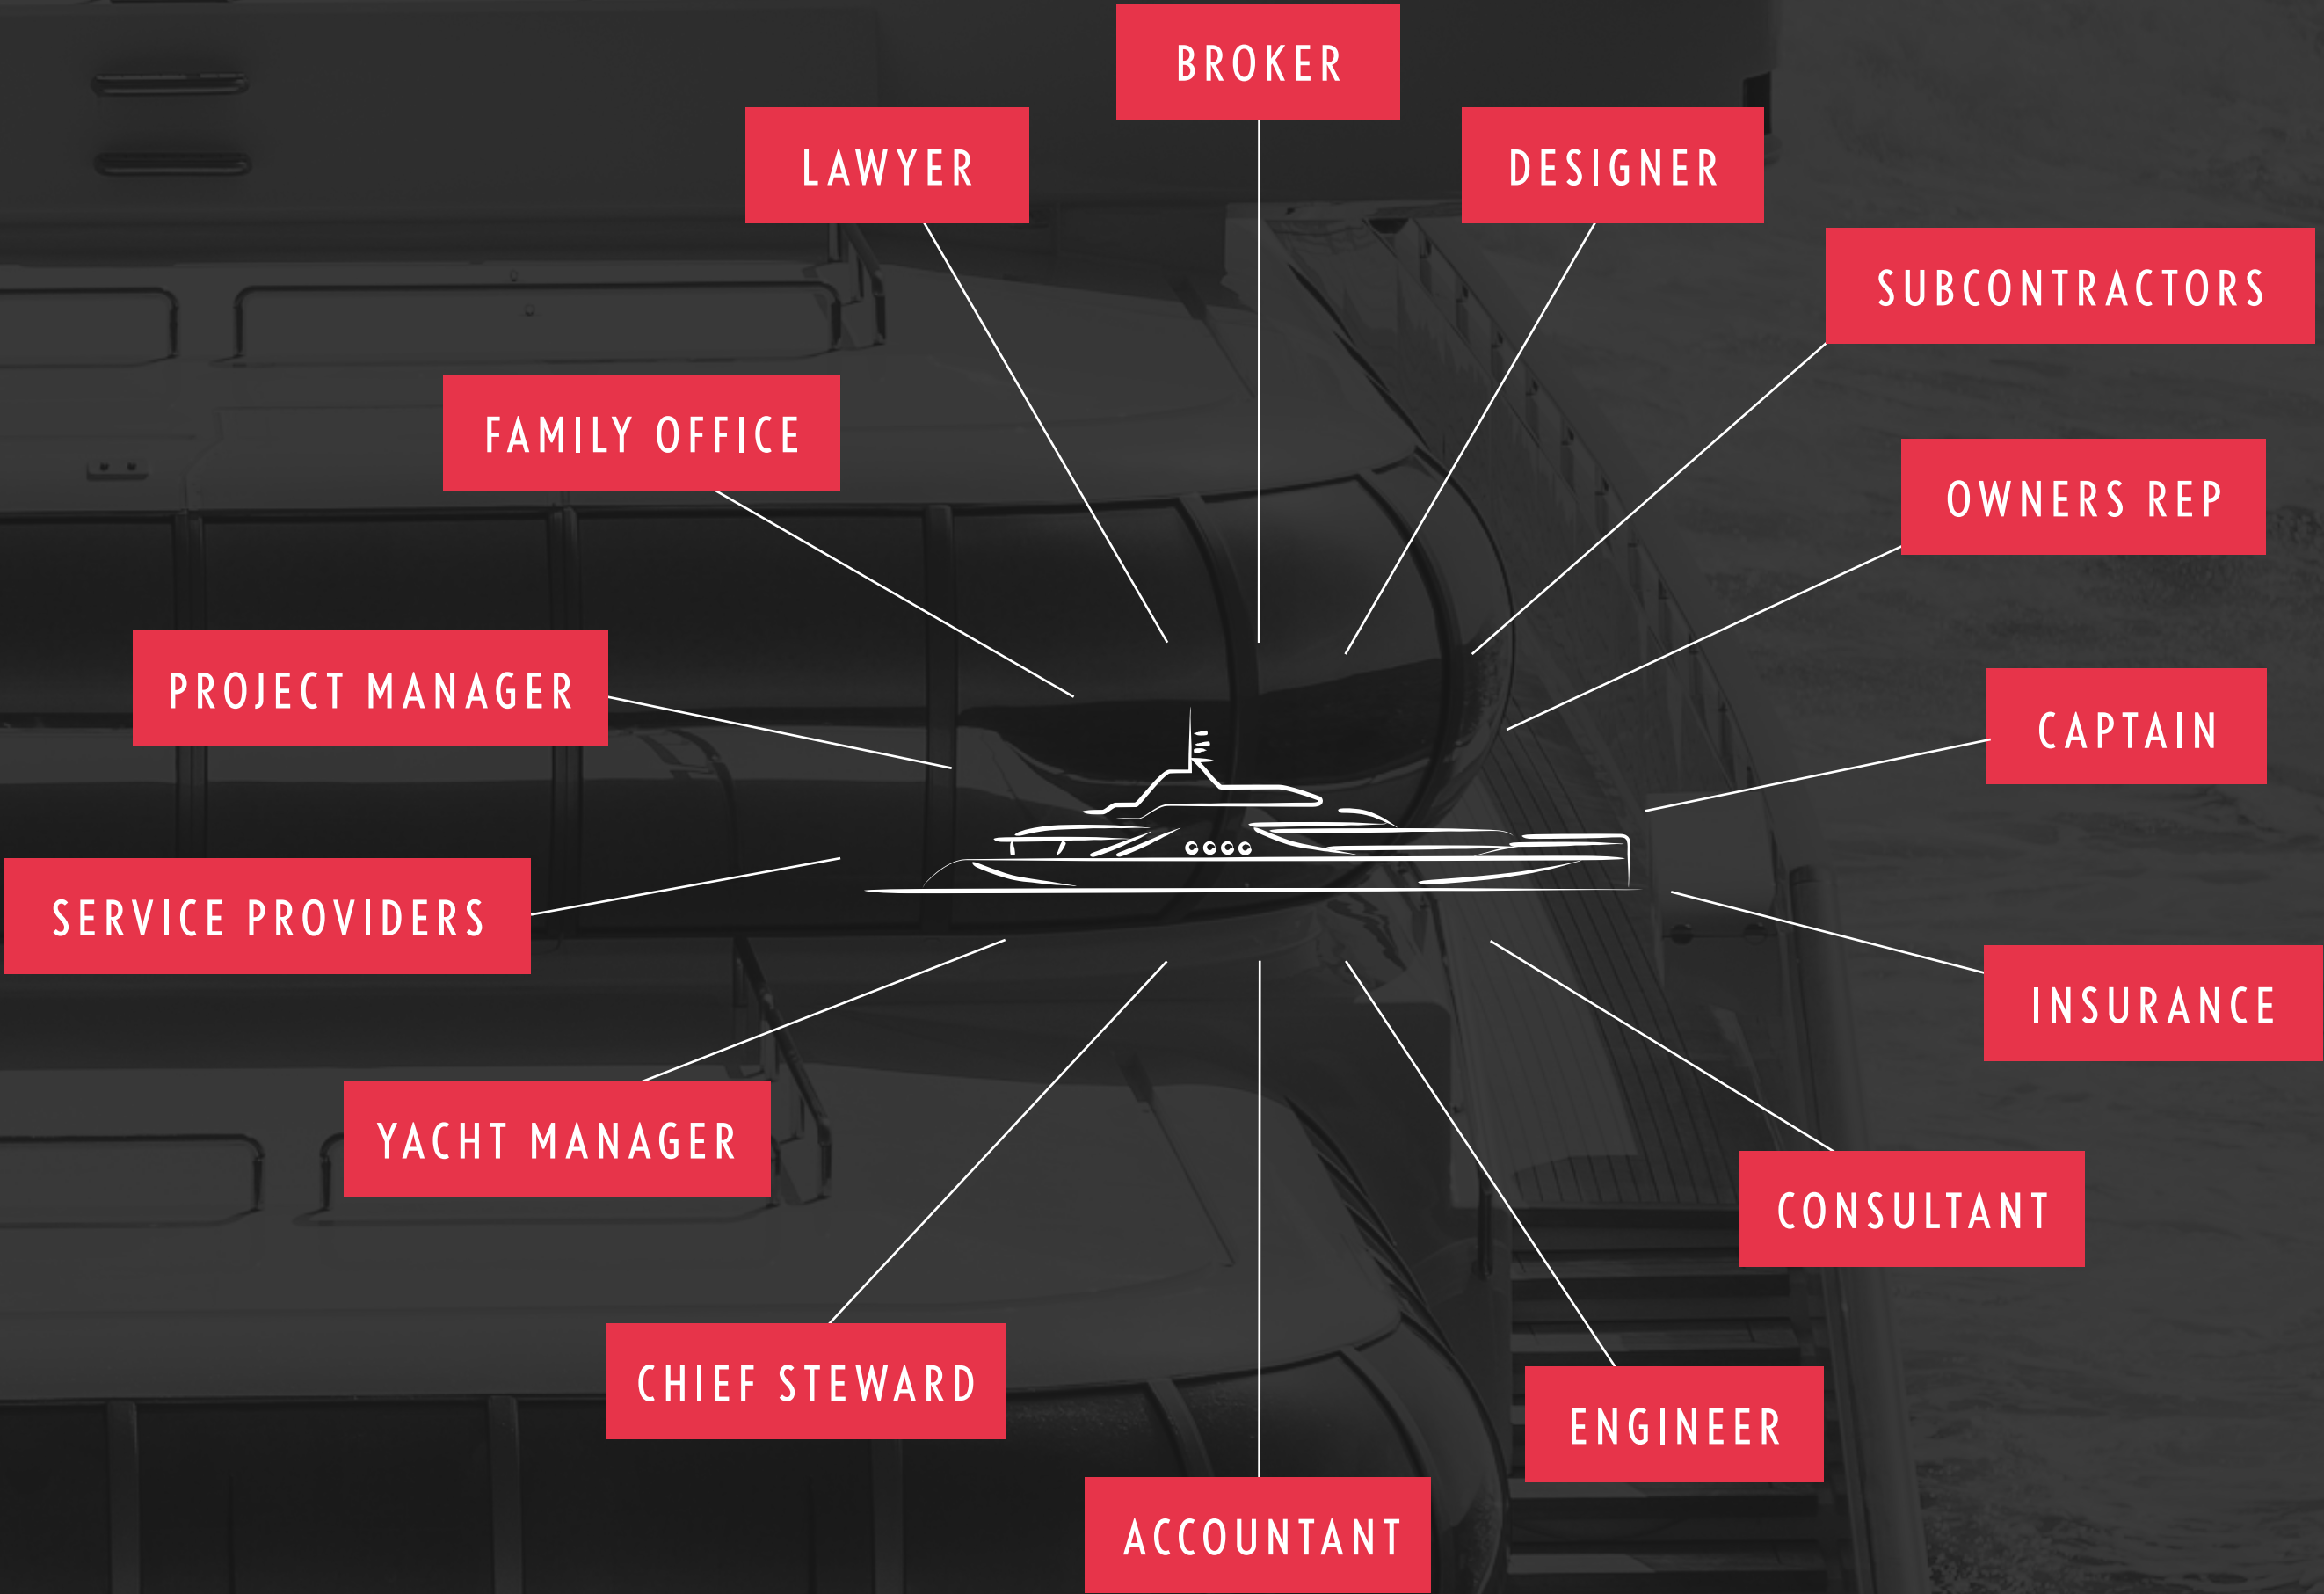 BROKER
LAWYER
DESIGNER
SUBCONTRACTORS
FAMILY OFFICE
OWNERS REP
PROJECT MANAGER
CAPTAIN
SERVICE PROVIDERS
INSURANCE
YACHT MANAGER
CONSULTANT
CHIEF STEWARD
ENGINEER
ACCOUNTANT